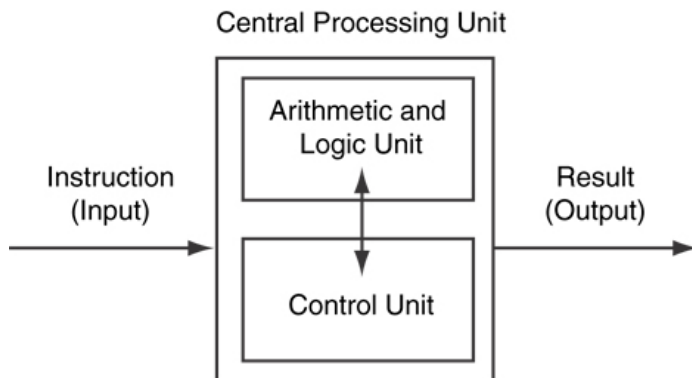 Central Processing Unit
Arithmetic and
Logic Unit
Instruction
(Input)
Result
(Output)
Control Unit